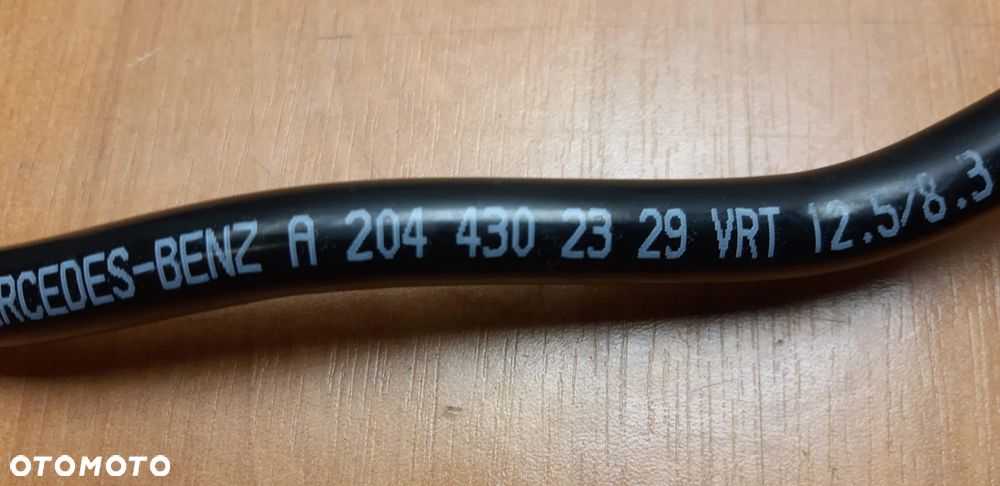 RCEDES-BENZ A 204 430 23 29 VRT 12.5/8.3
OTOMOTO